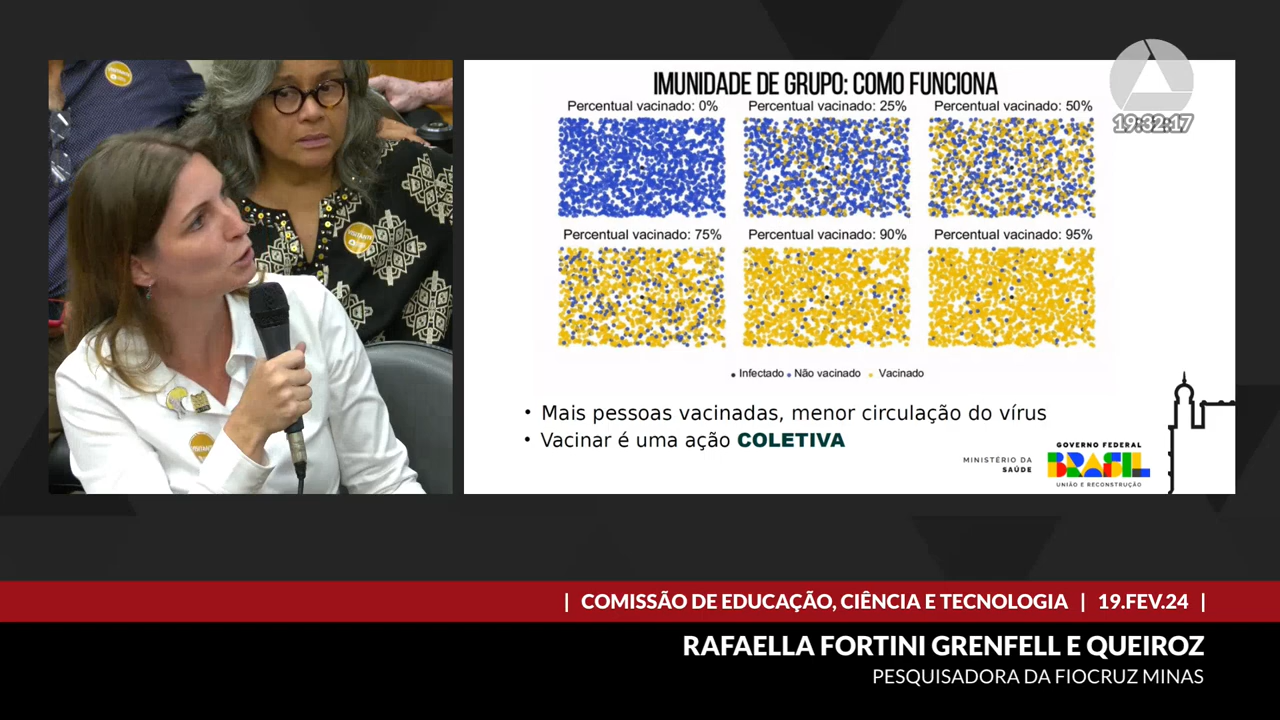 IMUNIDADE DE GRUPO: COMO FUNCIONA
Percentual vacinado: 0%
Percentual vacinado: 25%
Percentual vacinado: 50%
19:32:17
Percentual vacinado: 75%
Percentual vacinado: 90%
Percentual vacinado: 95%
Infectado Não vacinado Vacinado
• Mais pessoas vacinadas, menor circulação do vírus
• Vacinar é uma ação COLETIVA
MINISTÉRIO DA
SAÚDE
GOVERNO FEDERAL
BRASIL
UNIÃO E RECONSTRUÇÃO
VISITANTE
| COMISSÃO DE EDUCAÇÃO, CIÊNCIA E TECNOLOGIA | 19.FEV.24 |
RAFAELLA FORTINI GRENFELL E QUEIROZ
PESQUISADORA DA FIOCRUZ MINAS